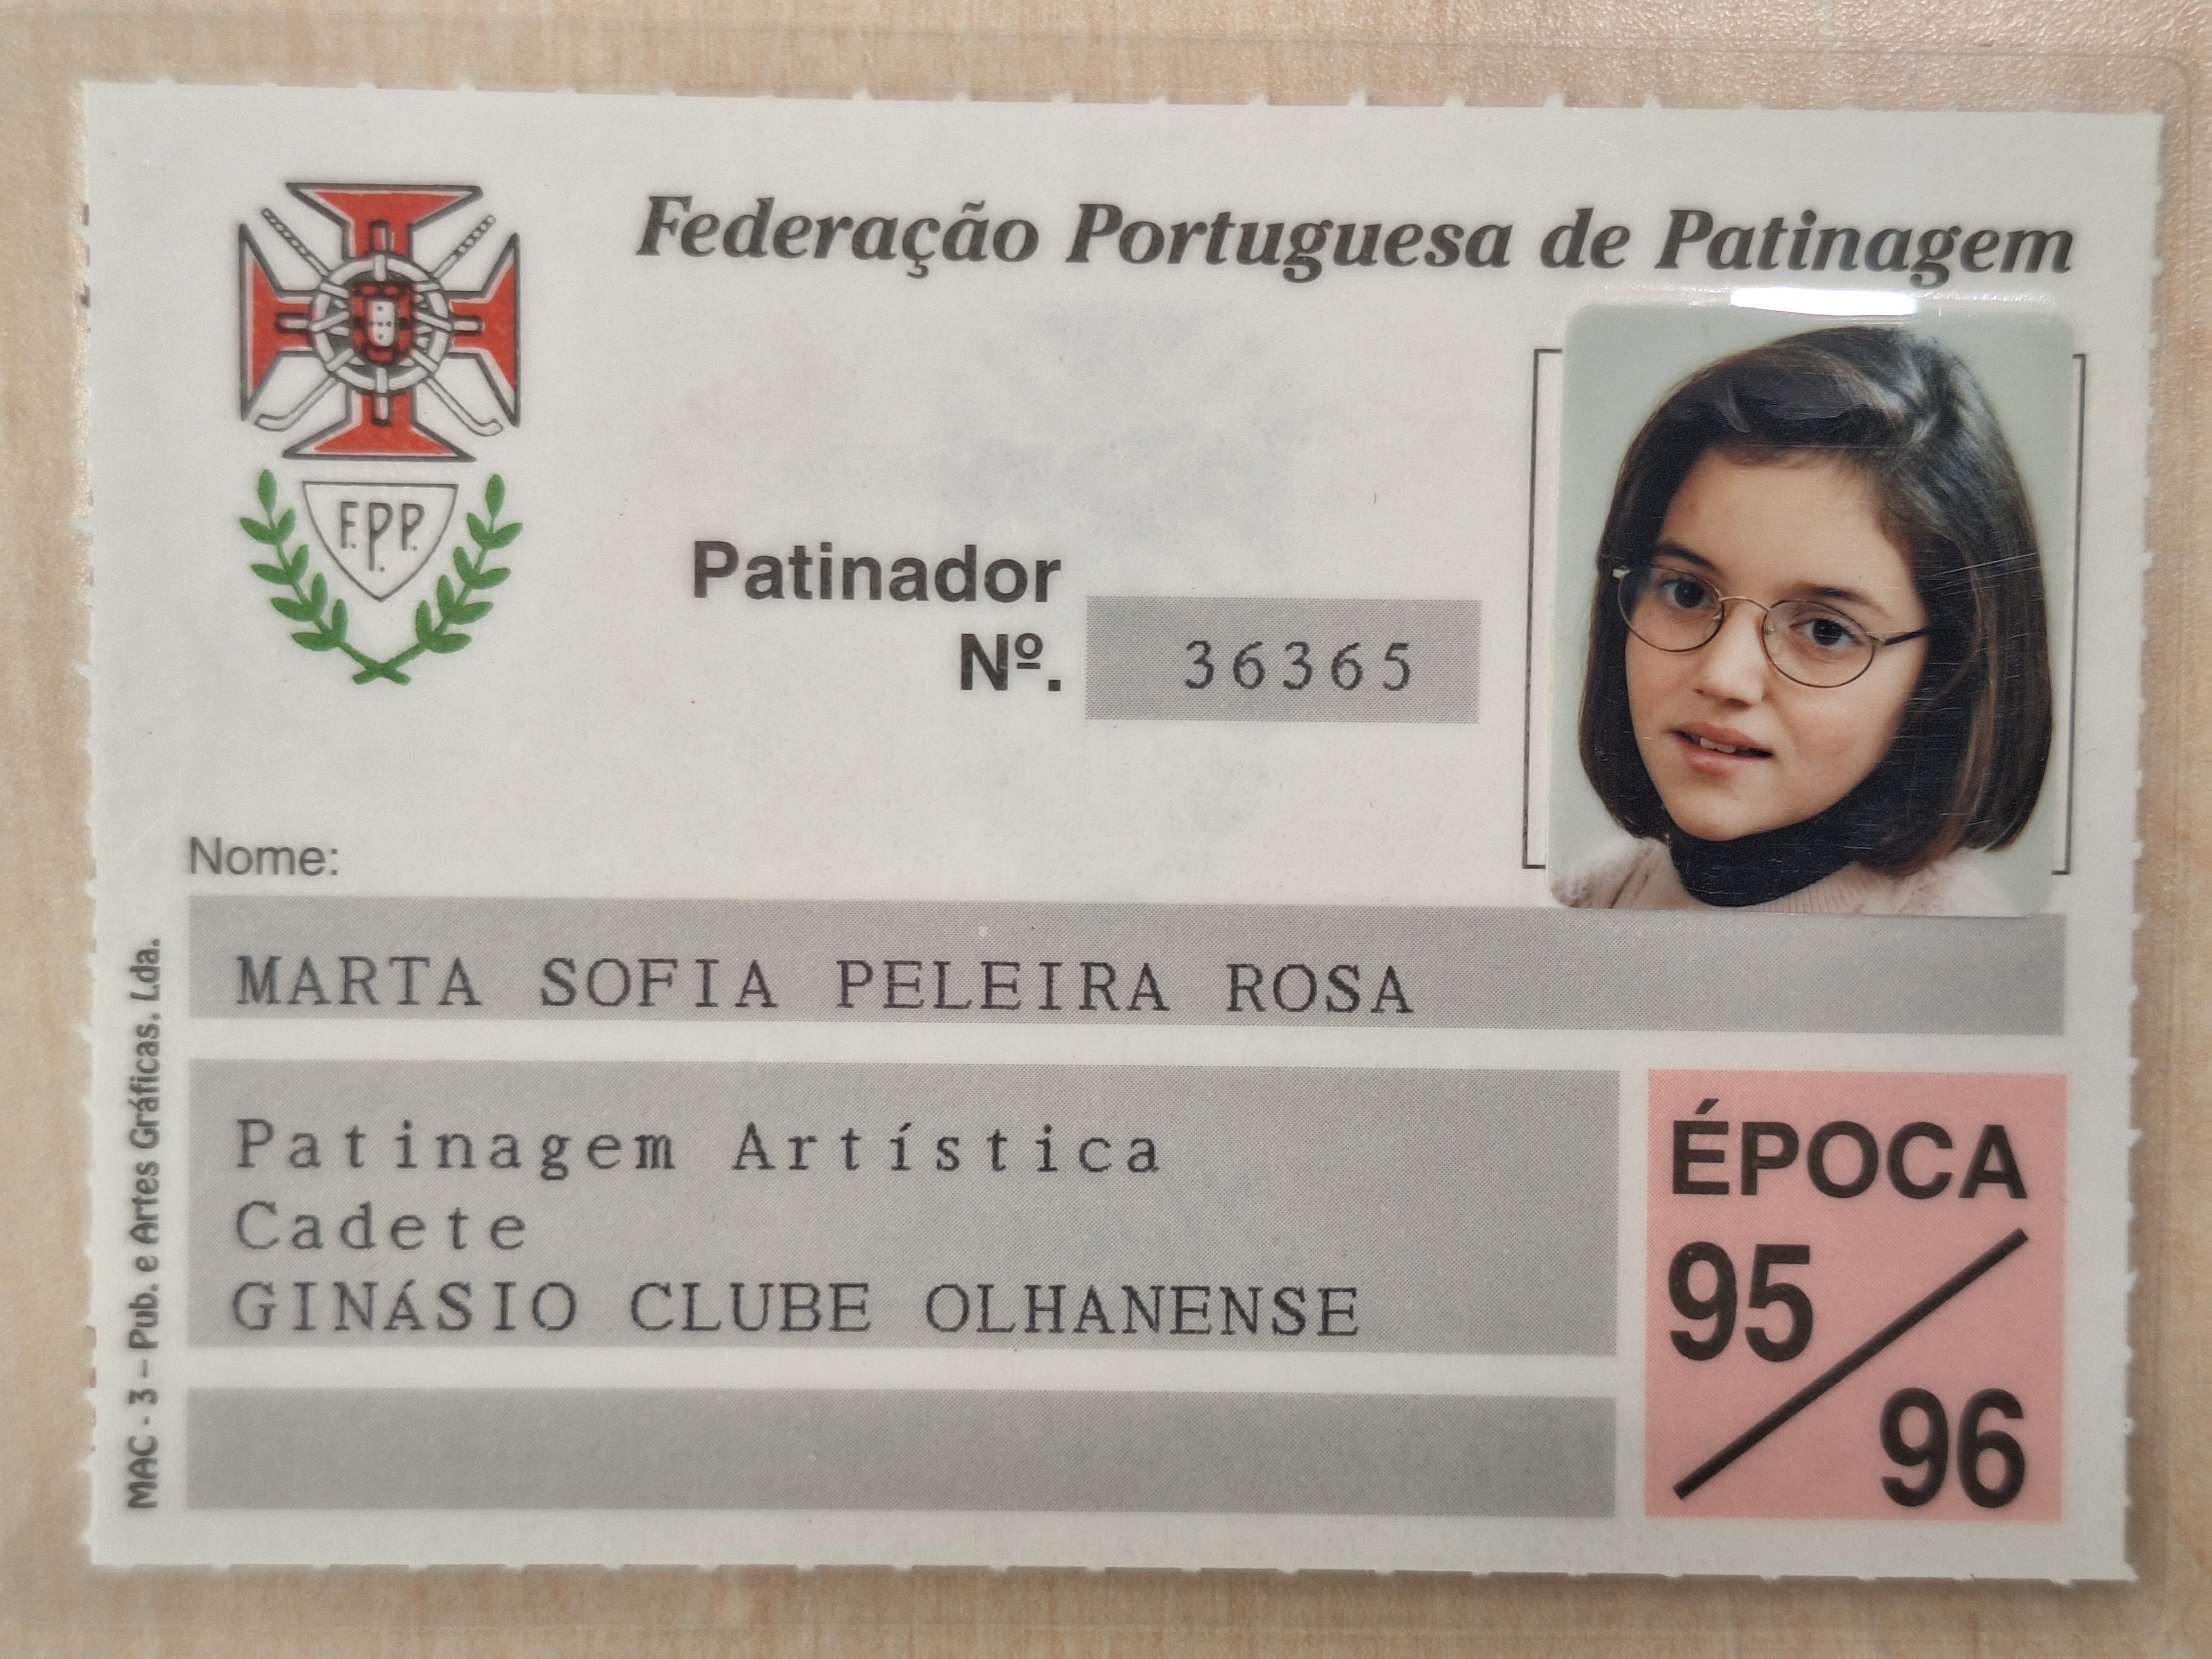 Federação Portuguesa de Patinagem
F.P.P.
Patinador
Nº. 36365
Nome:
MARTA SOFIA PELEIRA ROSA
Patinagem Artística
Cadete
GINÁSIO CLUBE OLHANENSE
ÉPOCA
95/96
MAC - 3 – Pub. e Artes Gráficas. Lda.